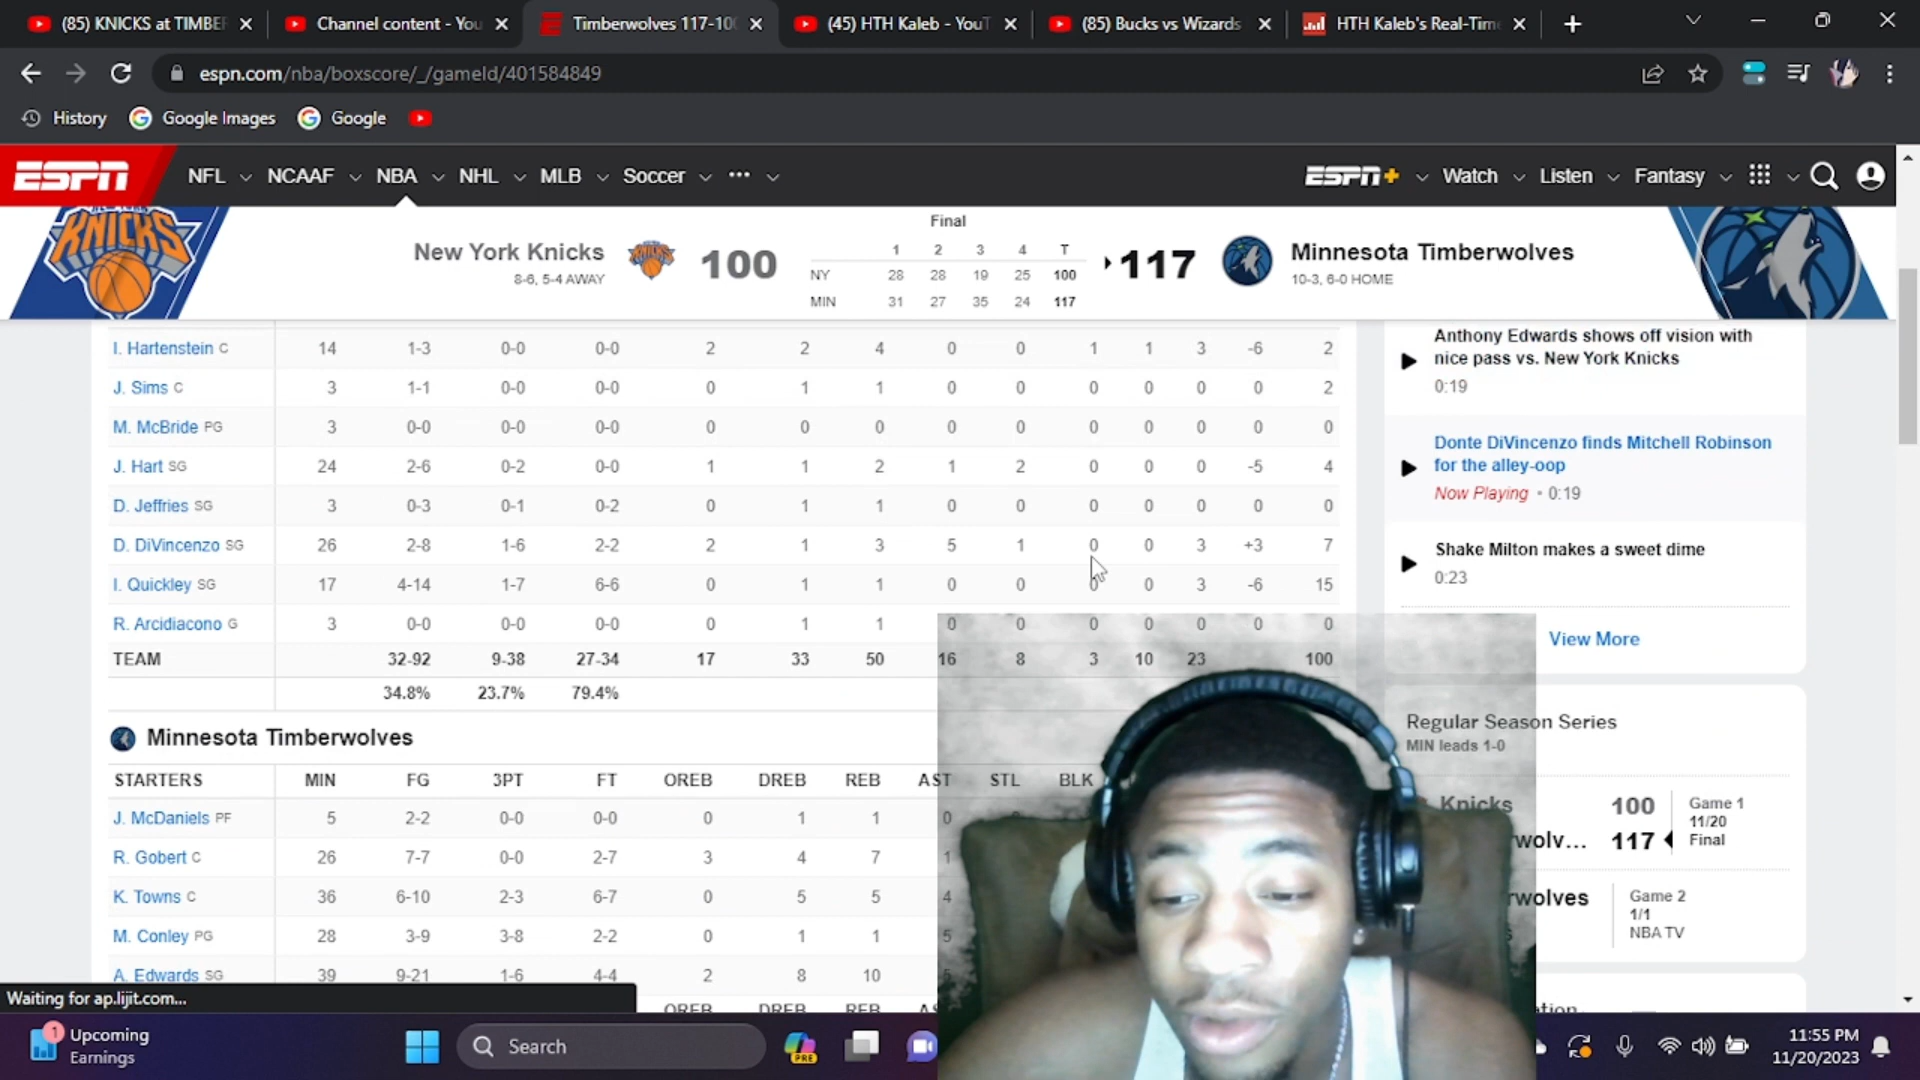 (85) KNICKS at TIMBE
Channel content - You
Timberwolves 117-10
(45) HTH Kaleb - YouT
(85) Bucks vs Wizards
HTH Kaleb's Real-Tim
espn.com/nba/boxscore/_/gameId/401584849
History Google Images Google
ESPN NFL NCAAF NBA NHL MLB Soccer ••• ESPN+ Watch Listen Fantasy
KNICKS
Final
New York Knicks 100 117 Minnesota Timberwolves
8-6, 5-4 AWAY 10-3, 6-0 HOME
1 2 3 4 T
NY 28 28 19 25 100
MIN 31 27 35 24 117
I. Hartenstein C 14 1-3 0-0 0-0 2 2 4 0 0 1 1 3 -6 2
J. Sims C 3 1-1 0-0 0-0 0 1 1 0 0 0 0 0 0 2
M. McBride PG 3 0-0 0-0 0-0 0 0 0 0 0 0 0 0 0 0
J. Hart SG 24 2-6 0-2 0-0 1 1 2 1 2 0 0 0 -5 4
D. Jeffries SG 3 0-3 0-1 0-2 0 1 1 0 0 0 0 0 0 0
D. DiVincenzo SG 26 2-8 1-6 2-2 2 1 3 5 1 0 0 3 +3 7
I. Quickley SG 17 4-14 1-7 6-6 0 1 1 0 0 0 0 3 -6 15
R. Arcidiacono G 3 0-0 0-0 0-0 0 1 1 0 0 0 0 0 0 0
TEAM 32-92 9-38 27-34 17 33 50 16 8 3 10 23 100
34.8% 23.7% 79.4%
Minnesota Timberwolves
STARTERS MIN FG 3PT FT OREB DREB REB AST STL BLK
J. McDaniels PF 5 2-2 0-0 0-0 0 1 1 0
R. Gobert C 26 7-7 0-0 2-7 3 4 7 1
K. Towns C 36 6-10 2-3 6-7 0 5 5 4
M. Conley PG 28 3-9 3-8 2-2 0 1 1 5
A. Edwards SG 39 9-21 1-6 4-4 2 8 10
OREB DREB REB AS
Anthony Edwards shows off vision with
nice pass vs. New York Knicks
0:19
Donte DiVincenzo finds Mitchell Robinson
for the alley-oop
Now Playing • 0:19
Shake Milton makes a sweet dime
0:23
View More
Regular Season Series
MIN leads 1-0
Knicks 100 Game 1
11/20
wolv... 117 Final
rwolves Game 2
1/1
NBA TV
Waiting for ap.lijit.com...
1 Upcoming
Earnings
Search
PRE
11:55 PM
11/20/2023